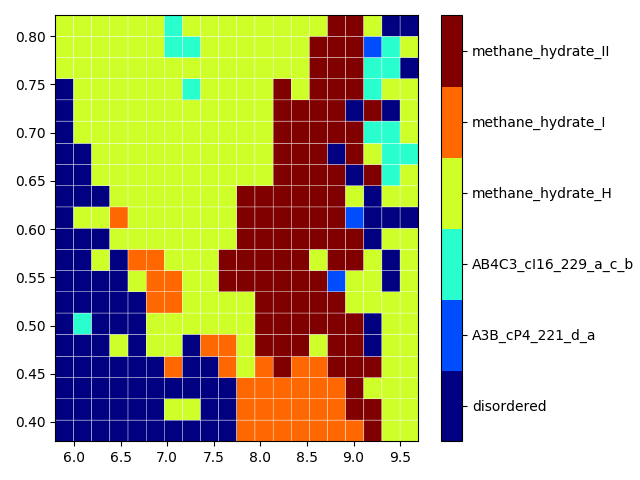 0.80
0.75
0.70
0.65
0.60
0.55
0.50
0.45
0.40
6.0 6.5 7.0 7.5 8.0 8.5 9.0 9.5
methane_hydrate_II
methane_hydrate_I
methane_hydrate_H
AB4C3_cI16_229_a_c_b
A3B_cP4_221_d_a
disordered